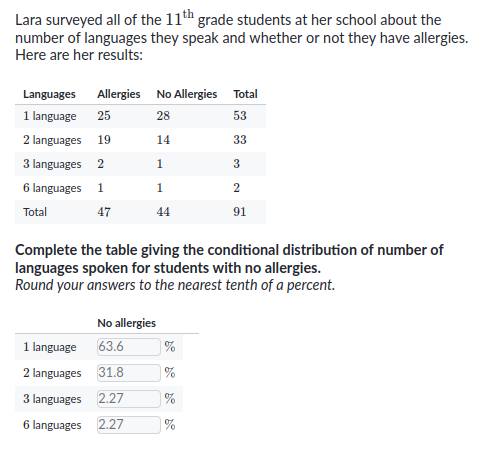 Lara surveyed all of the 11th grade students at her school about the
number of languages they speak and whether or not they have allergies.
Here are her results:
Languages Allergies No Allergies Total
1 language 25 28 53
2 languages 19 14 33
3 languages 2 1 3
6 languages 1 1 2
Total 47 44 91
Complete the table giving the conditional distribution of number of
languages spoken for students with no allergies.
Round your answers to the nearest tenth of a percent.
No allergies
1 language 63.6 %
2 languages 31.8 %
3 languages 2.27 %
6 languages 2.27 %